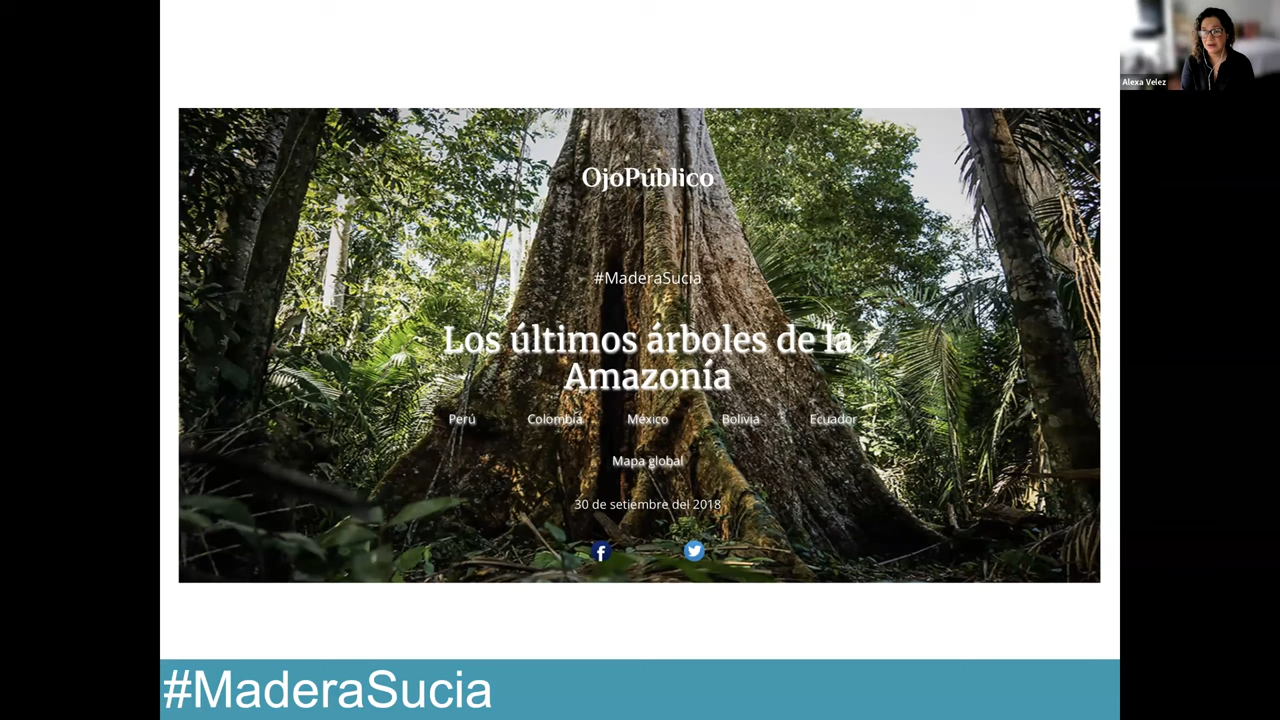 Alexa Velez
OjoPúblico
#MaderaSucia
Los últimos árboles de la
Amazonía
Perú Colombia México Bolivia Ecuador
Mapa global
30 de setiembre del 2018
#MaderaSucia